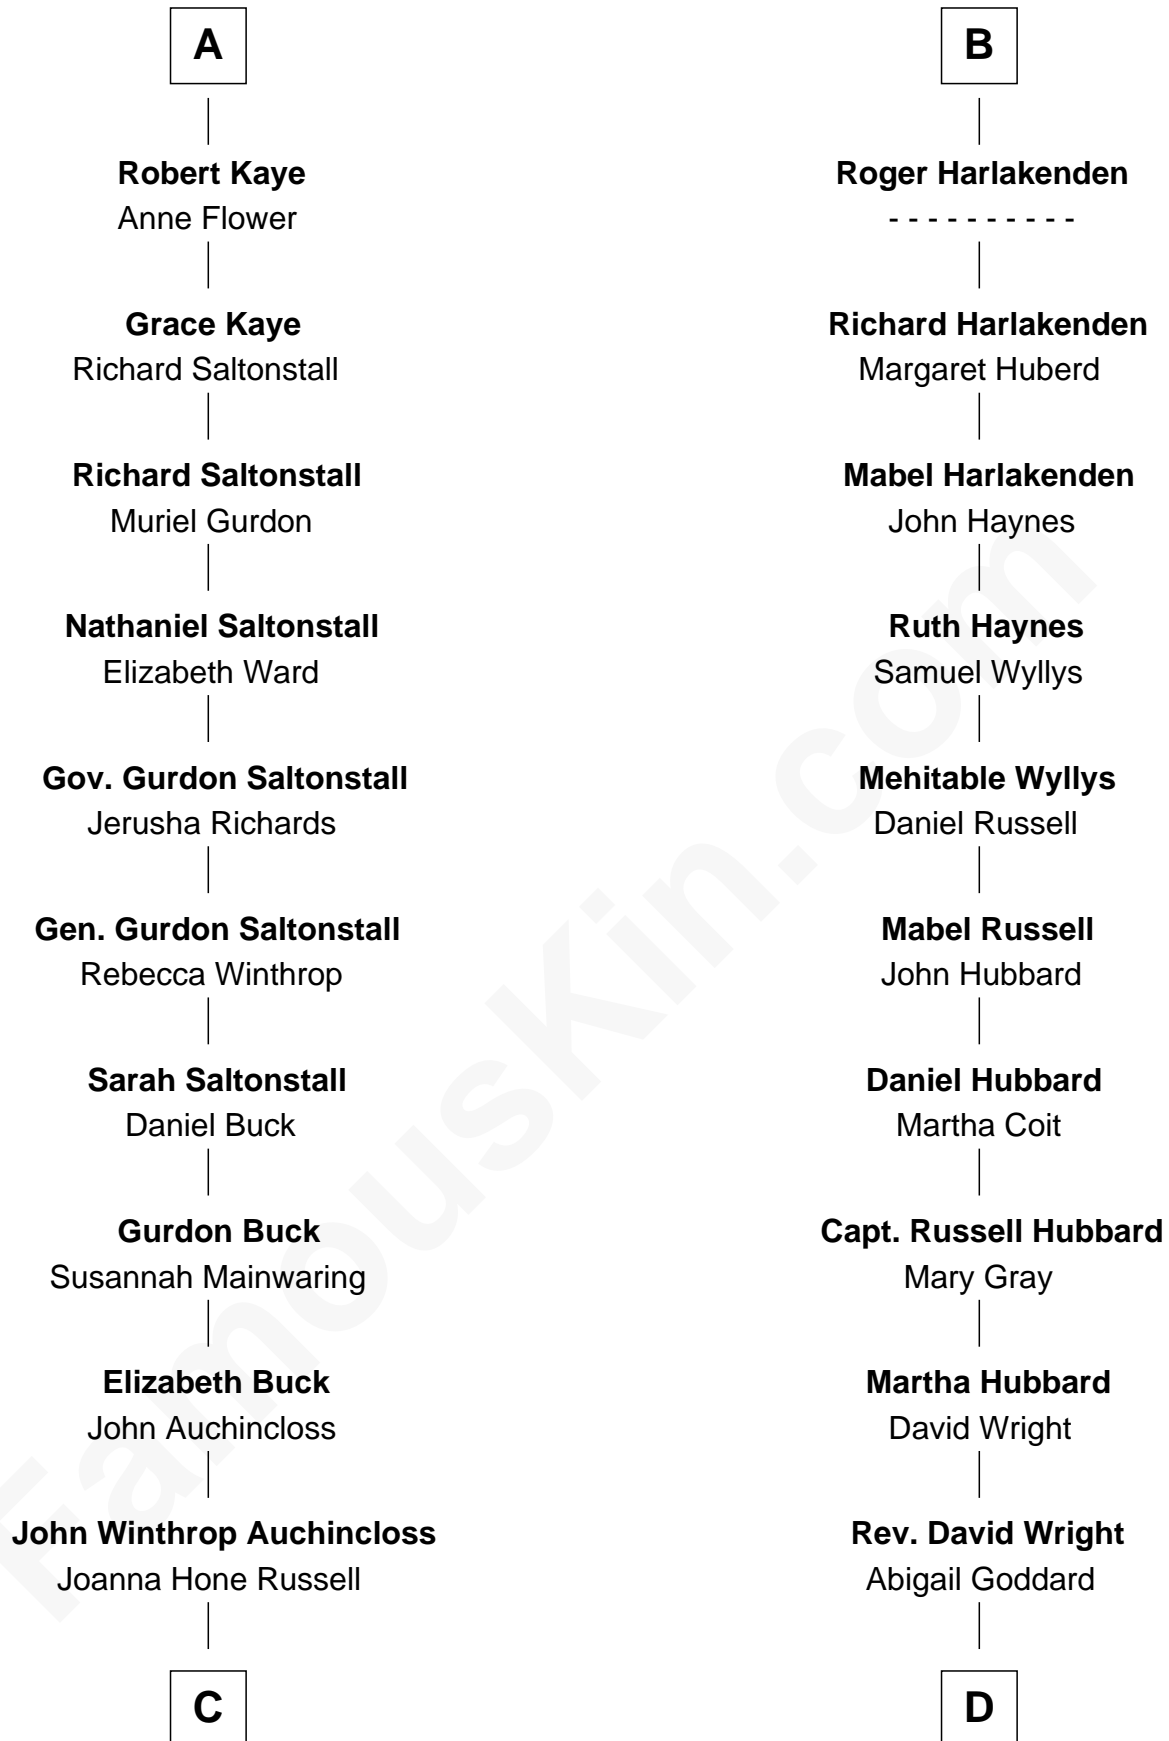 A
Robert Kaye
Anne Flower
Grace Kaye
Richard Saltonstall
Richard Saltonstall
Muriel Gurdon
Nathaniel Saltonstall
Elizabeth Ward
Gov. Gurdon Saltonstall
Jerusha Richards
Gen. Gurdon Saltonstall
Rebecca Winthrop
Sarah Saltonstall
Daniel Buck
Gurdon Buck
Susannah Mainwaring
Elizabeth Buck
John Auchincloss
John Winthrop Auchincloss
Joanna Hone Russell
C
B
Roger Harlakenden
- - - - - - - - - -
Richard Harlakenden
Margaret Huberd
Mabel Harlakenden
John Haynes
Ruth Haynes
Samuel Wyllys
Mehitable Wyllys
Daniel Russell
Mabel Russell
John Hubbard
Daniel Hubbard
Martha Coit
Capt. Russell Hubbard
Mary Gray
Martha Hubbard
David Wright
Rev. David Wright
Abigail Goddard
D
FamousKin.com